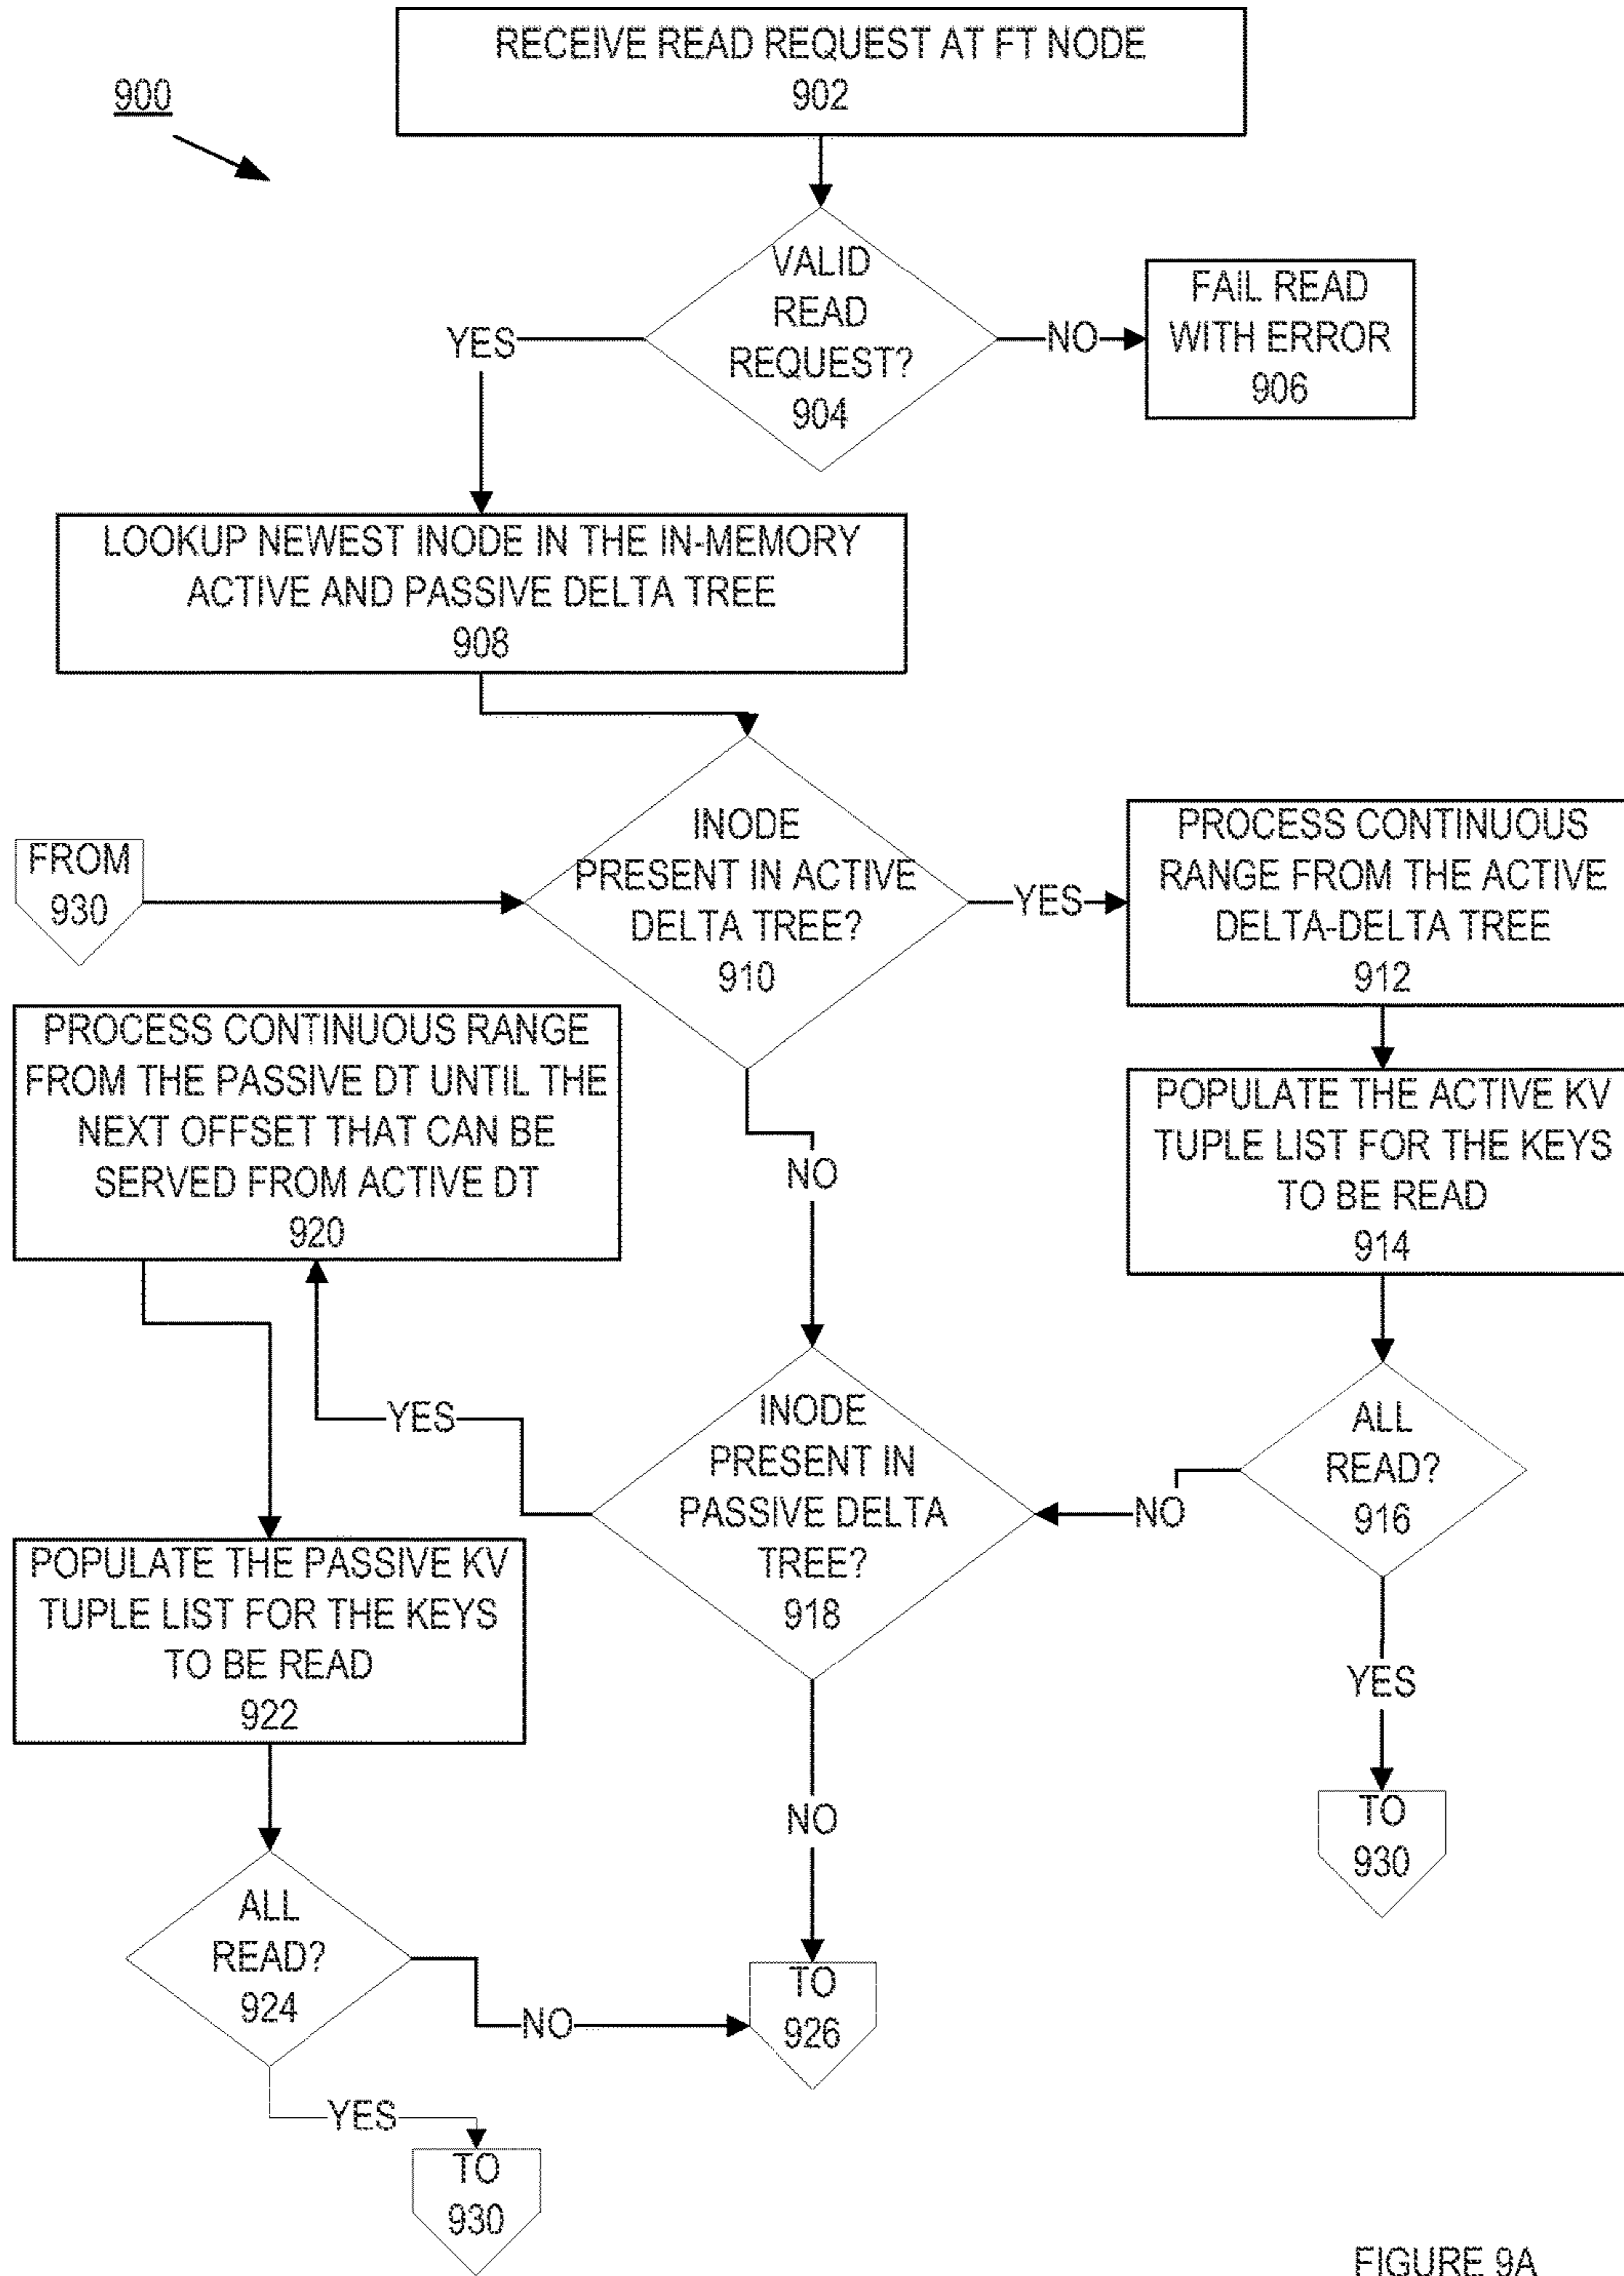 900
RECEIVE READ REQUEST AT FT NODE
902
VALID
READ
REQUEST?
904
YES
NO
FAIL READ
WITH ERROR
906
LOOKUP NEWEST INODE IN THE IN-MEMORY
ACTIVE AND PASSIVE DELTA TREE
908
FROM
930
INODE
PRESENT IN ACTIVE
DELTA TREE?
910
YES
PROCESS CONTINUOUS
RANGE FROM THE ACTIVE
DELTA-DELTA TREE
912
NO
PROCESS CONTINUOUS RANGE
FROM THE PASSIVE DT UNTIL THE
NEXT OFFSET THAT CAN BE
SERVED FROM ACTIVE DT
920
POPULATE THE ACTIVE KV
TUPLE LIST FOR THE KEYS
TO BE READ
914
YES
INODE
PRESENT IN
PASSIVE DELTA
TREE?
918
NO
ALL
READ?
916
POPULATE THE PASSIVE KV
TUPLE LIST FOR THE KEYS
TO BE READ
922
NO
YES
TO
930
ALL
READ?
924
NO
TO
926
YES
TO
930
FIGURE 9A